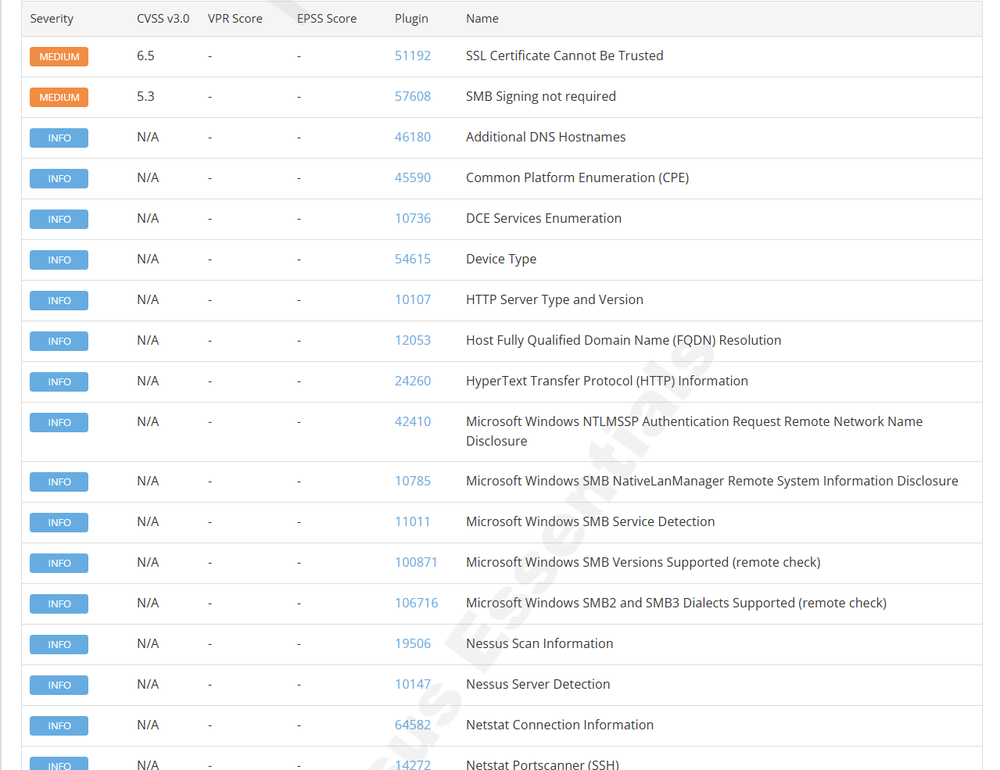 Severity CVSS v3.0 VPR Score EPSS Score Plugin Name
MEDIUM 6.5 - - 51192 SSL Certificate Cannot Be Trusted
MEDIUM 5.3 - - 57608 SMB Signing not required
INFO N/A - - 46180 Additional DNS Hostnames
INFO N/A - - 45590 Common Platform Enumeration (CPE)
INFO N/A - - 10736 DCE Services Enumeration
INFO N/A - - 54615 Device Type
INFO N/A - - 10107 HTTP Server Type and Version
INFO N/A - - 12053 Host Fully Qualified Domain Name (FQDN) Resolution
INFO N/A - - 24260 HyperText Transfer Protocol (HTTP) Information
INFO N/A - - 42410 Microsoft Windows NTLMSSP Authentication Request Remote Network Name
Disclosure
INFO N/A - - 10785 Microsoft Windows SMB NativeLanManager Remote System Information Disclosure
INFO N/A - - 11011 Microsoft Windows SMB Service Detection
INFO N/A - - 100871 Microsoft Windows SMB Versions Supported (remote check)
INFO N/A - - 106716 Microsoft Windows SMB2 and SMB3 Dialects Supported (remote check)
INFO N/A - - 19506 Nessus Scan Information
INFO N/A - - 10147 Nessus Server Detection
INFO N/A - - 64582 Netstat Connection Information
INFO N/A - - 14272 Netstat Portscanner (SSH)
sus Essentials